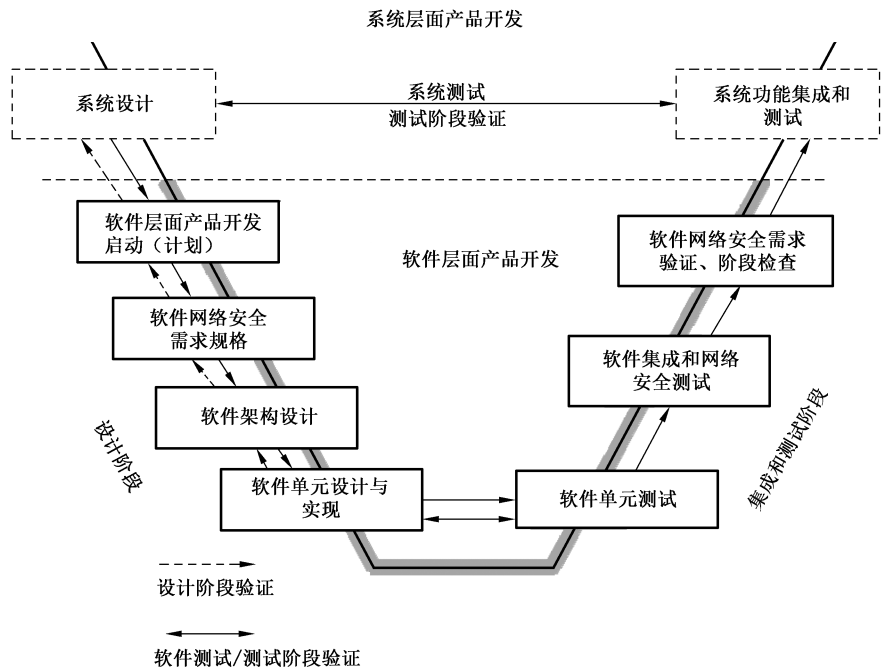 系统层面产品开发
系统设计
系统测试
测试阶段验证
系统功能集成和
测试
软件层面产品开发
启动（计划）
软件网络安全需求
验证、阶段检查
软件层面产品开发
软件网络安全
需求规格
软件集成和网络
安全测试
软件架构设计
设计阶段
集成和测试阶段
软件单元设计与
实现
软件单元测试
设计阶段验证
软件测试/测试阶段验证